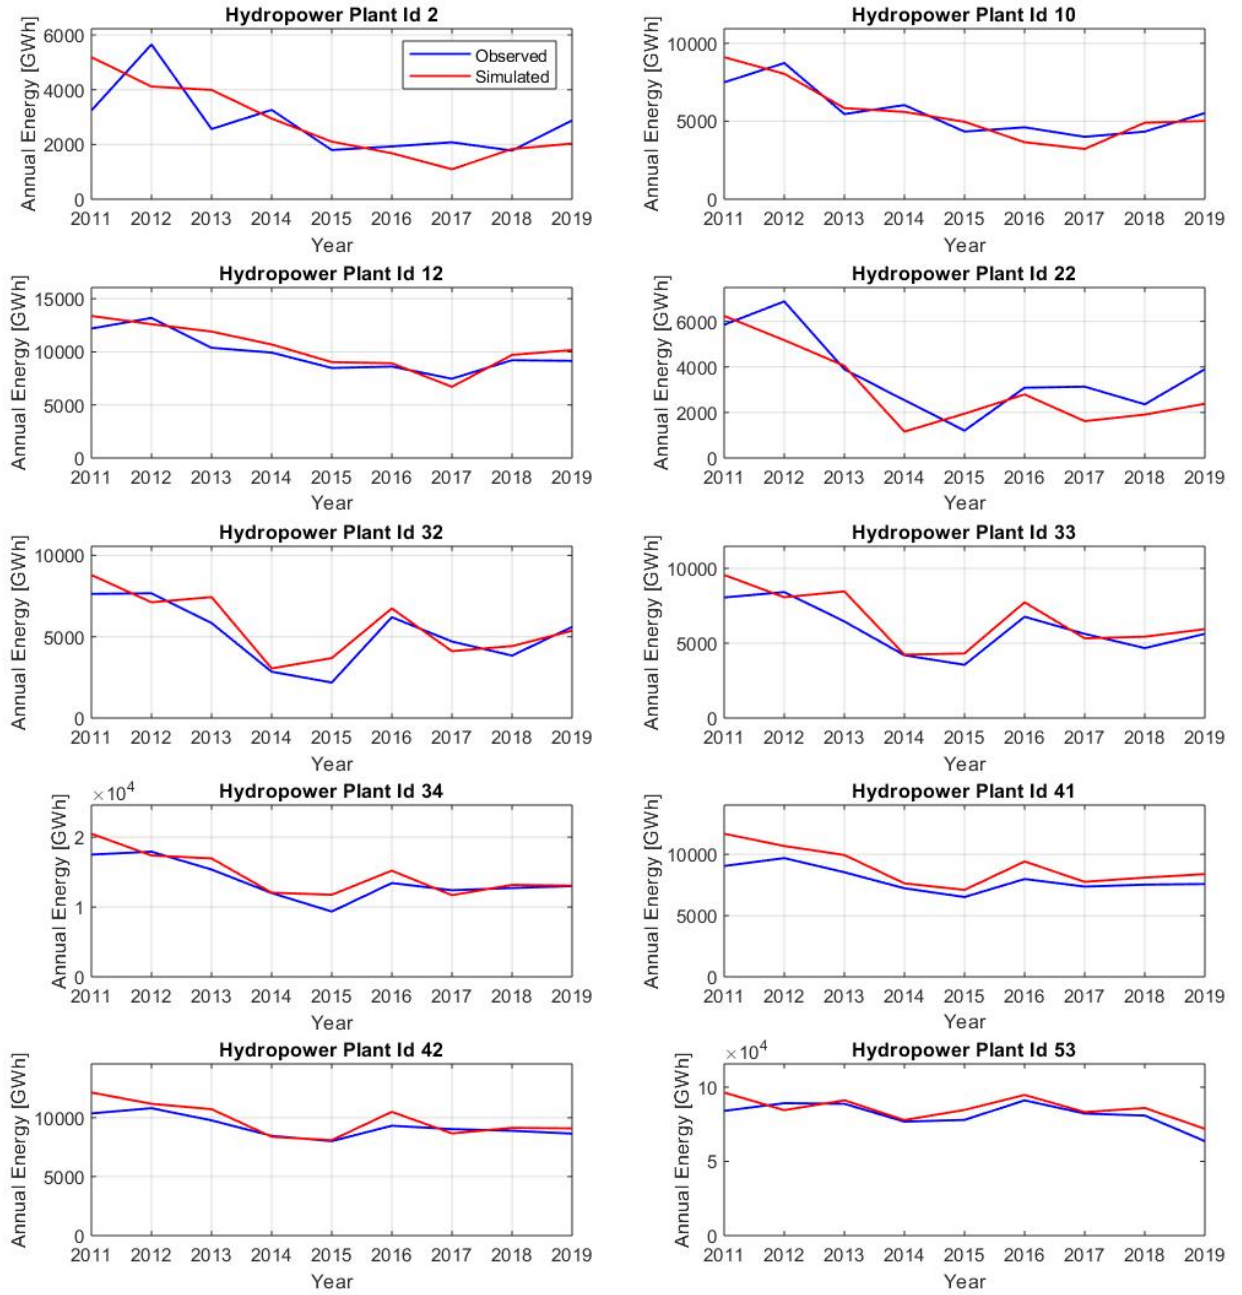 Hydropower Plant Id 2
Annual Energy [GWh]
6000
4000
2000
0
Observed
Simulated
2011 2012 2013 2014 2015 2016 2017 2018 2019
Year
Hydropower Plant Id 10
Annual Energy [GWh]
10000
5000
0
2011 2012 2013 2014 2015 2016 2017 2018 2019
Year
Hydropower Plant Id 12
Annual Energy [GWh]
15000
10000
5000
0
2011 2012 2013 2014 2015 2016 2017 2018 2019
Year
Hydropower Plant Id 22
Annual Energy [GWh]
6000
4000
2000
0
2011 2012 2013 2014 2015 2016 2017 2018 2019
Year
Hydropower Plant Id 32
Annual Energy [GWh]
10000
5000
0
2011 2012 2013 2014 2015 2016 2017 2018 2019
Year
Hydropower Plant Id 33
Annual Energy [GWh]
10000
5000
0
2011 2012 2013 2014 2015 2016 2017 2018 2019
Year
×10⁴
Hydropower Plant Id 34
Annual Energy [GWh]
2
1
0
2011 2012 2013 2014 2015 2016 2017 2018 2019
Year
Hydropower Plant Id 41
Annual Energy [GWh]
10000
5000
0
2011 2012 2013 2014 2015 2016 2017 2018 2019
Year
Hydropower Plant Id 42
Annual Energy [GWh]
10000
5000
0
2011 2012 2013 2014 2015 2016 2017 2018 2019
Year
×10⁴
Hydropower Plant Id 53
Annual Energy [GWh]
10
5
0
2011 2012 2013 2014 2015 2016 2017 2018 2019
Year